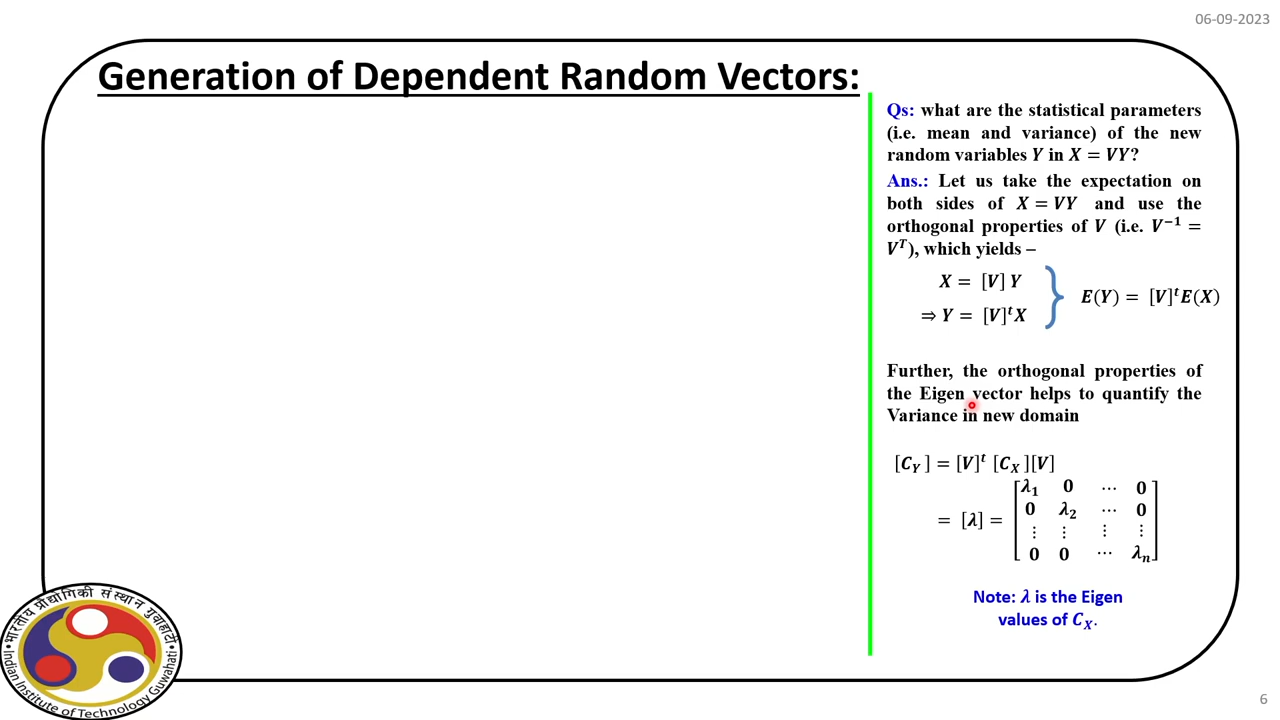 06-09-2023
Generation of Dependent Random Vectors:
Qs: what are the statistical parameters
(i.e. mean and variance) of the new
random variables Y in X = VY?
Ans.: Let us take the expectation on
both sides of X = VY and use the
orthogonal properties of V (i.e. V⁻¹ =
Vᵀ), which yields –
X = [V] Y
⇒ Y = [V]ᵗX
E(Y) = [V]ᵗE(X)
Further, the orthogonal properties of
the Eigen vector helps to quantify the
Variance in new domain
[C_Y] = [V]ᵗ [C_X][V]
= [λ] =
λ₁ 0 ⋯ 0
0 λ₂ ⋯ 0
⋮ ⋮ ⋮ ⋮
0 0 ⋯ λₙ
Note: λ is the Eigen
values of C_X.
भारतीय प्रौद्योगिकी संस्थान गुवाहाटी
Indian Institute of Technology Guwahati
6